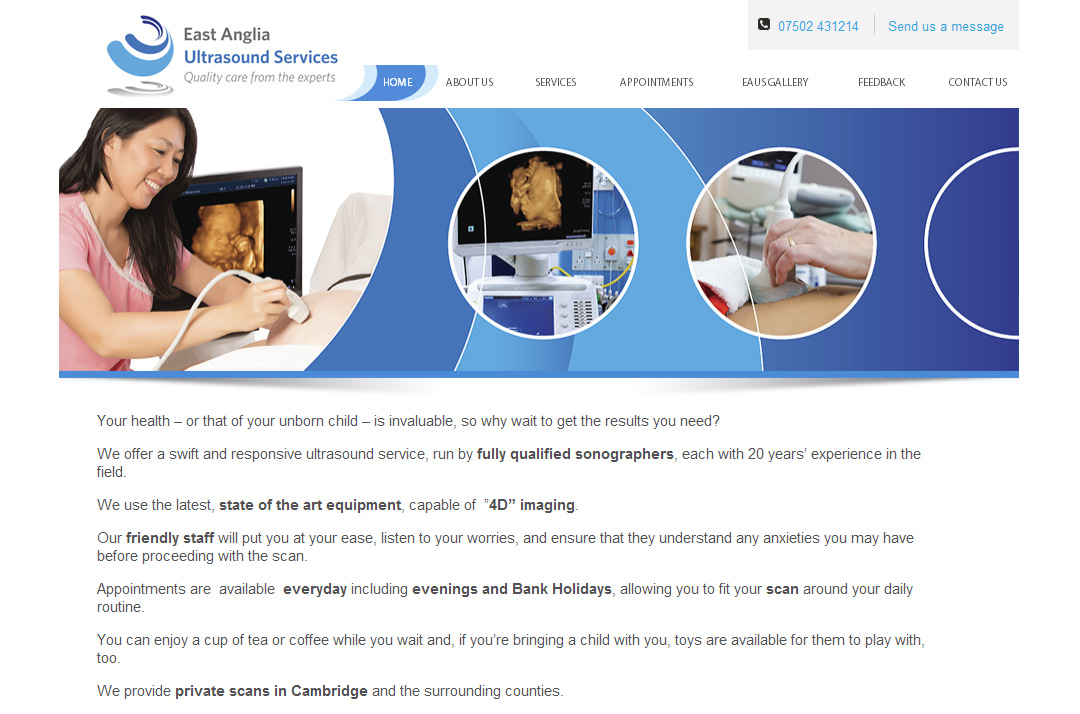 East Anglia
Ultrasound Services
Quality care from the experts
07502 431214
Send us a message
HOME
ABOUT US
SERVICES
APPOINTMENTS
EAUS GALLERY
FEEDBACK
CONTACT US
Your health – or that of your unborn child – is invaluable, so why wait to get the results you need?
We offer a swift and responsive ultrasound service, run by fully qualified sonographers, each with 20 years’ experience in the
field.
We use the latest, state of the art equipment, capable of ”4D” imaging.
Our friendly staff will put you at your ease, listen to your worries, and ensure that they understand any anxieties you may have
before proceeding with the scan.
Appointments are available everyday including evenings and Bank Holidays, allowing you to fit your scan around your daily
routine.
You can enjoy a cup of tea or coffee while you wait and, if you’re bringing a child with you, toys are available for them to play with,
too.
We provide private scans in Cambridge and the surrounding counties.